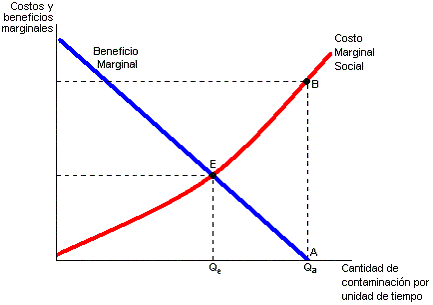 Costos y
beneficios
marginales
Beneficio
Marginal
Costo
Marginal
Social
B
E
A
Qe
Qa
Cantidad de
contaminación por
unidad de tiempo